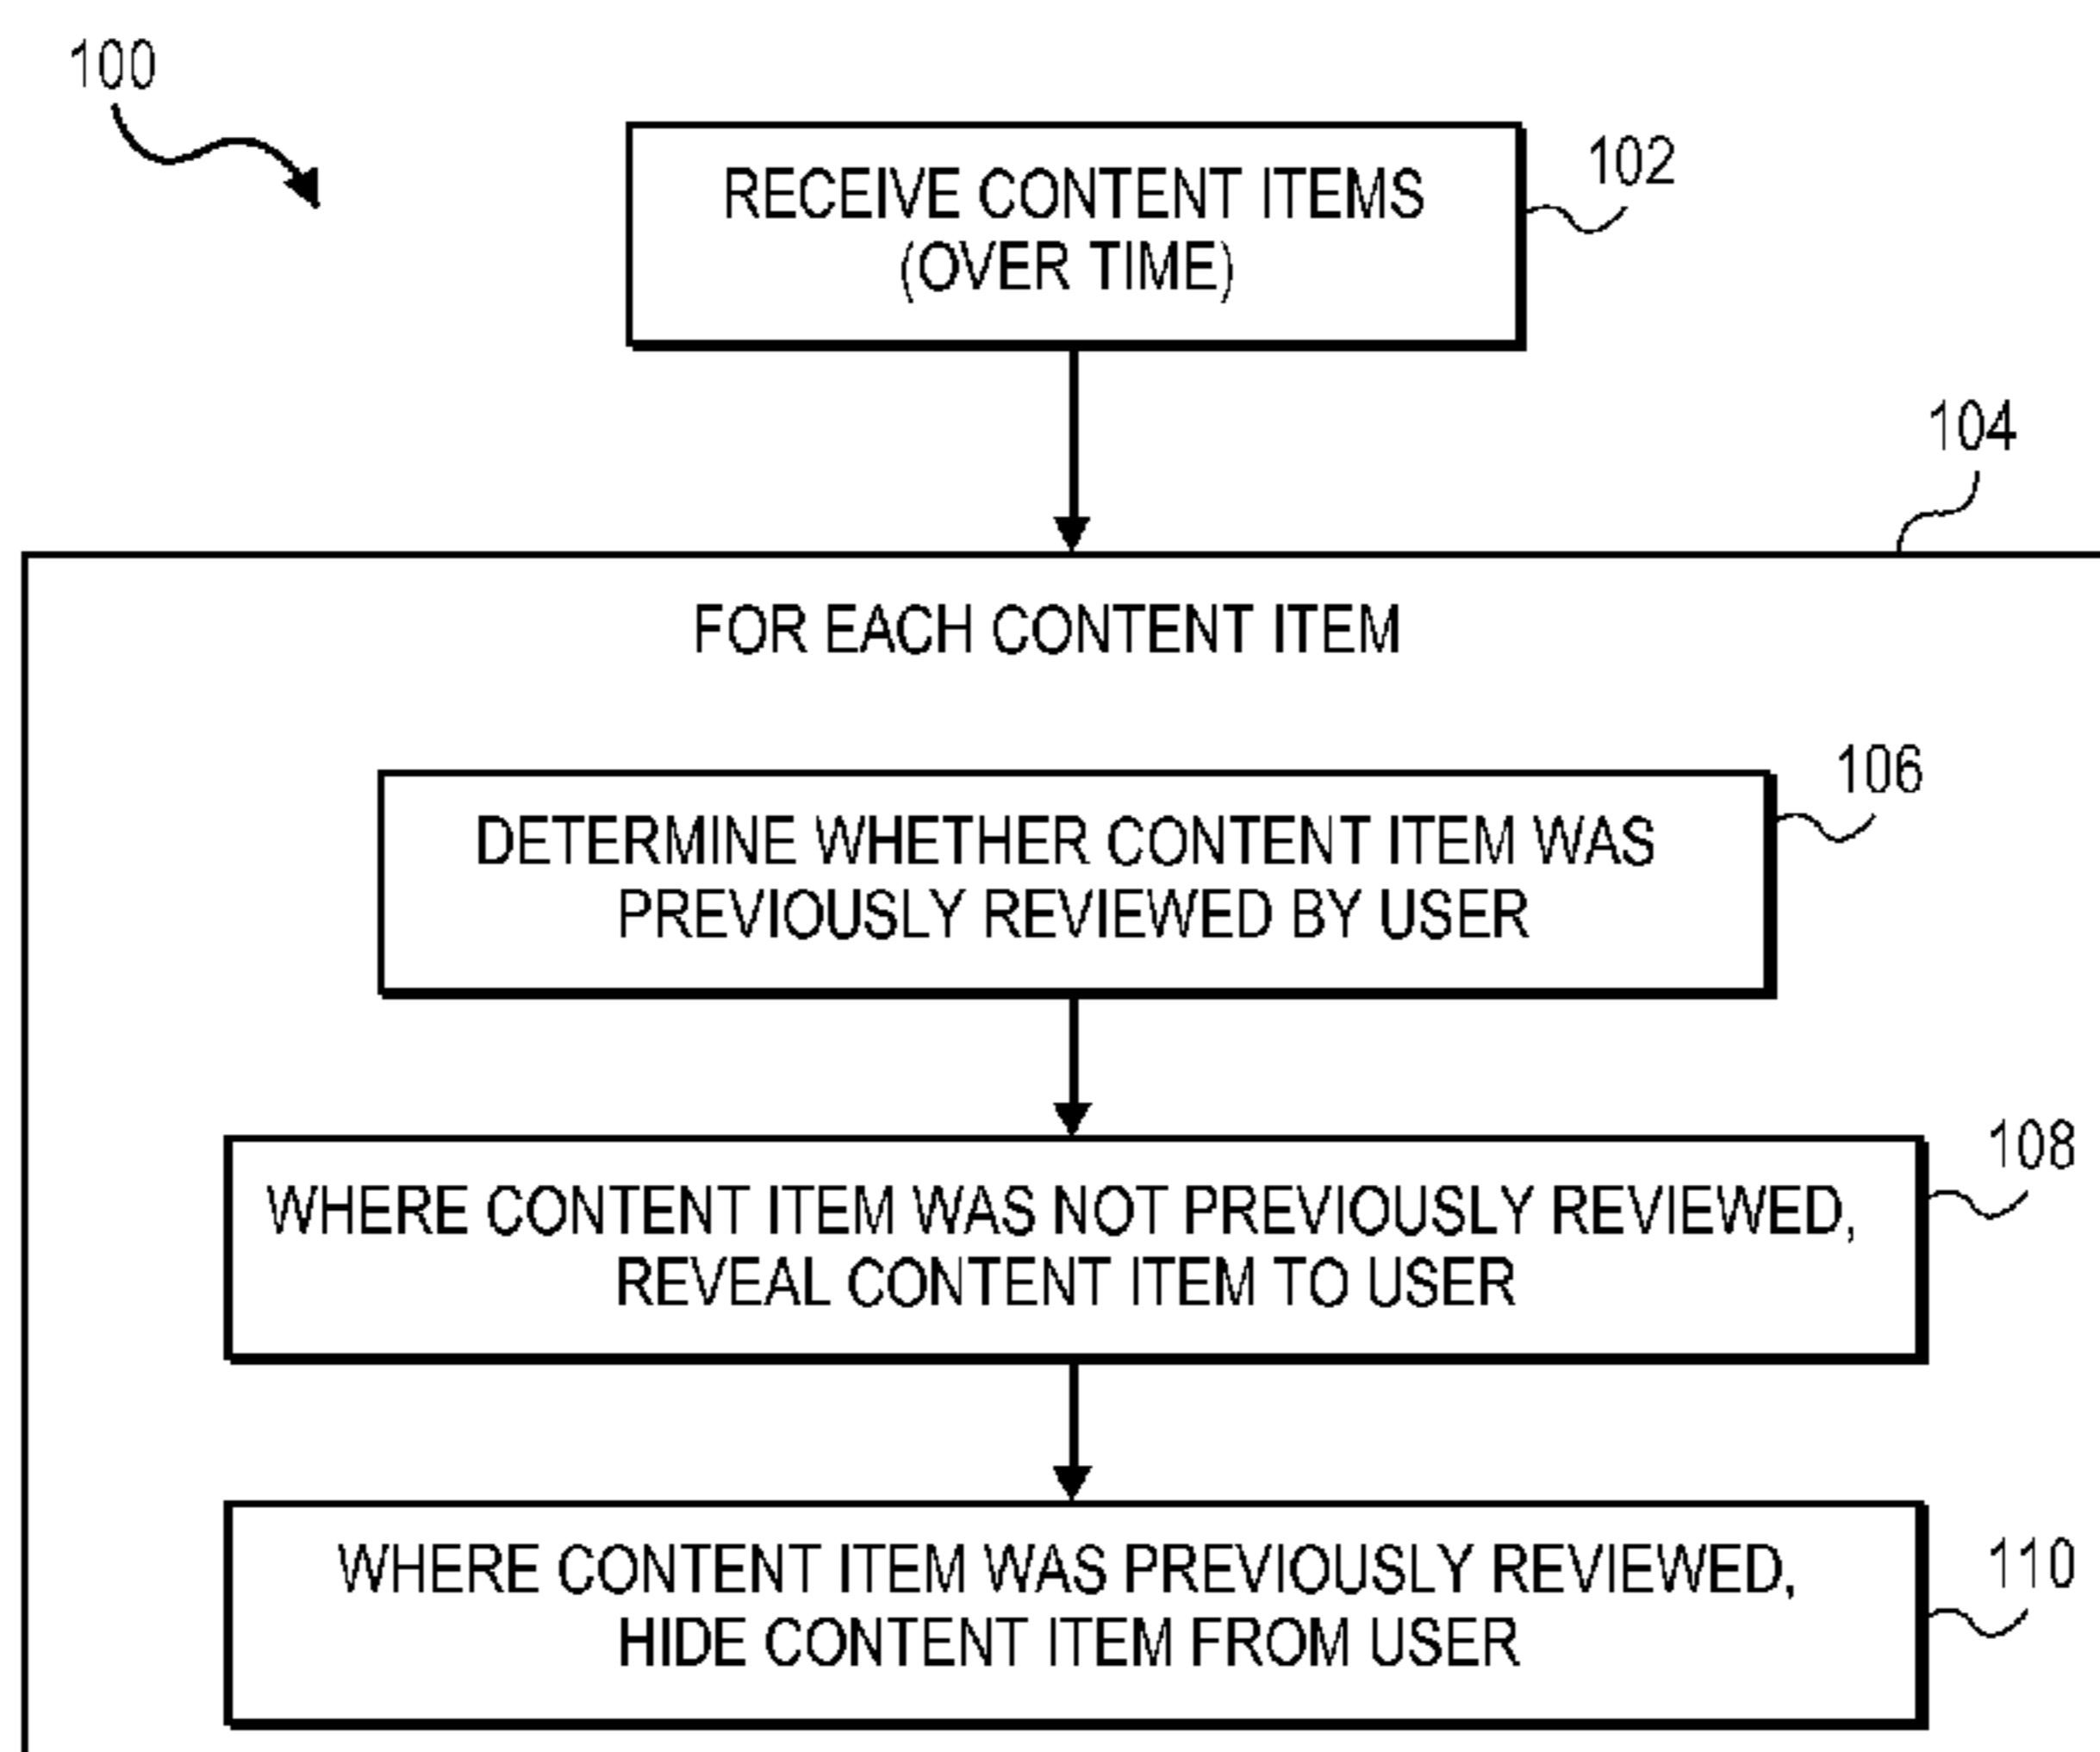 100
RECEIVE CONTENT ITEMS
(OVER TIME)
102
104
FOR EACH CONTENT ITEM
106
DETERMINE WHETHER CONTENT ITEM WAS
PREVIOUSLY REVIEWED BY USER
108
WHERE CONTENT ITEM WAS NOT PREVIOUSLY REVIEWED,
REVEAL CONTENT ITEM TO USER
110
WHERE CONTENT ITEM WAS PREVIOUSLY REVIEWED,
HIDE CONTENT ITEM FROM USER